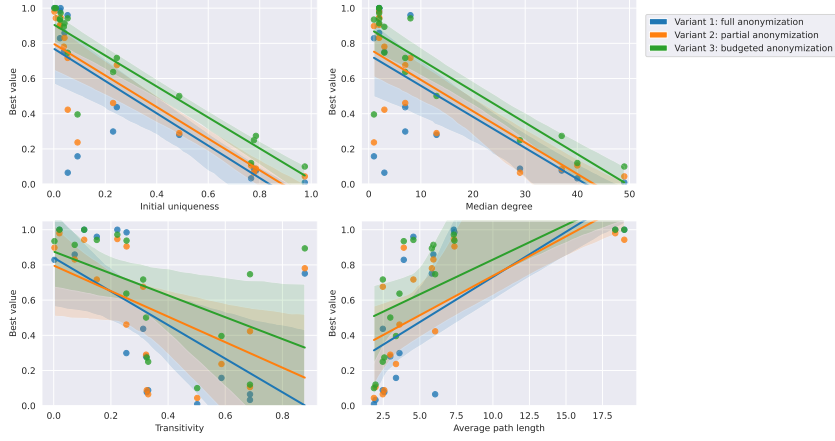 1.0
0.8
0.6
0.4
0.2
0.0
Best value
0.0 0.2 0.4 0.6 0.8 1.0
Initial uniqueness
1.0
0.8
0.6
0.4
0.2
0.0
Best value
0 10 20 30 40 50
Median degree
Variant 1: full anonymization
Variant 2: partial anonymization
Variant 3: budgeted anonymization
1.0
0.8
0.6
0.4
0.2
0.0
Best value
0.0 0.2 0.4 0.6 0.8
Transitivity
1.0
0.8
0.6
0.4
0.2
0.0
Best value
2.5 5.0 7.5 10.0 12.5 15.0 17.5
Average path length